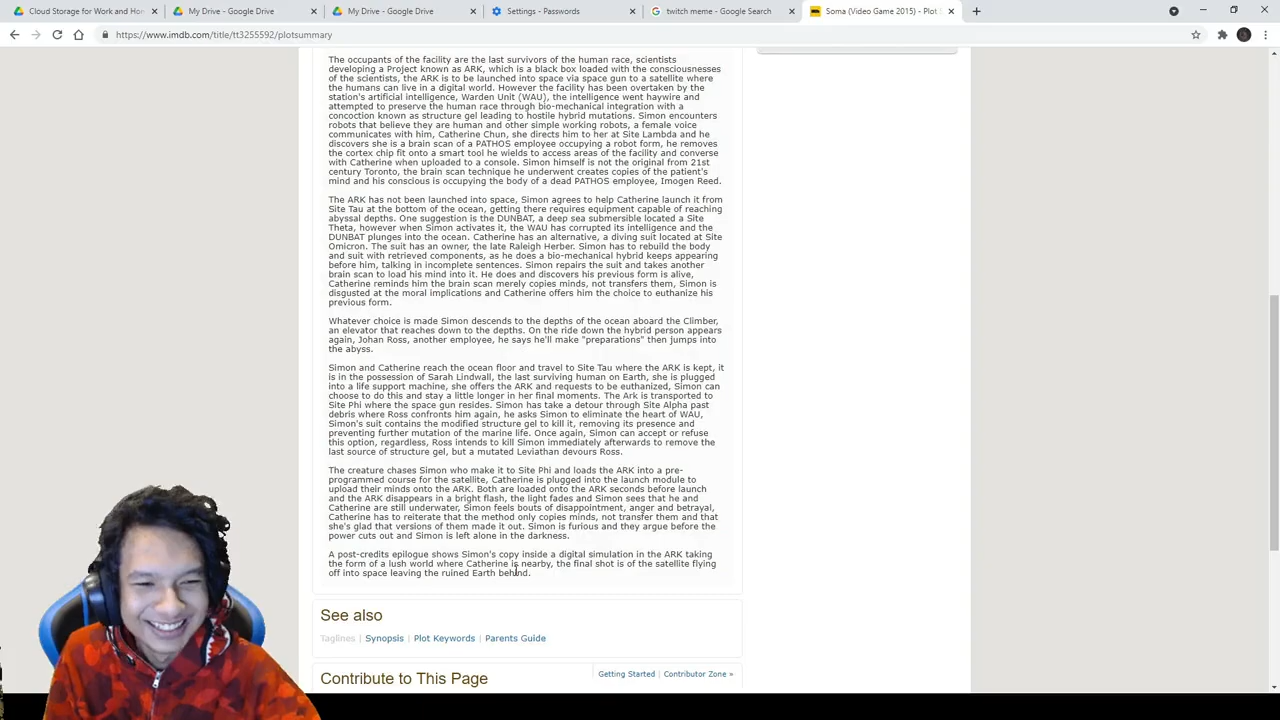 Cloud Storage for Work and Hom
My Drive - Google Drive
My Drive - Google Drive
Settings - Passwords
twitch meme - Google Search
Soma (Video Game 2015) - Plot S
https://www.imdb.com/title/tt3255592/plotsummary
The occupants of the facility are the last survivors of the human race, scientists
developing a Project known as ARK, which is a black box loaded with the consciousnesses
of the scientists, the ARK is to be launched into space via space gun to a satellite where
the humans can live in a digital world. However the facility has been overtaken by the
station's artificial intelligence, Warden Unit (WAU), the intelligence went haywire and
attempted to preserve the human race through bio-mechanical integration with a
concoction known as structure gel leading to hostile hybrid mutations. Simon encounters
robots that believe they are human and other simple working robots, a female voice
communicates with him, Catherine Chun, she directs him to her at Site Lambda and he
discovers she is a brain scan of a PATHOS employee occupying a robot form, he removes
the cortex chip fit onto a smart tool he wields to access areas of the facility and converse
with Catherine when uploaded to a console. Simon himself is not the original from 21st
century Toronto, the brain scan technique he underwent creates copies of the patient's
mind and his conscious is occupying the body of a dead PATHOS employee, Imogen Reed.
The ARK has not been launched into space, Simon agrees to help Catherine launch it from
Site Tau at the bottom of the ocean, getting there requires equipment capable of reaching
abyssal depths. One suggestion is the DUNBAT, a deep sea submersible located a Site
Theta, however when Simon activates it, the WAU has corrupted its intelligence and the
DUNBAT plunges into the ocean. Catherine has an alternative, a diving suit located at Site
Omicron. The suit has an owner, the late Raleigh Herber. Simon has to rebuild the body
and suit with retrieved components, as he does a bio-mechanical hybrid keeps appearing
before him, talking in incomplete sentences. Simon repairs the suit and takes another
brain scan to load his mind into it. He does and discovers his previous form is alive,
Catherine reminds him the brain scan merely copies minds, not transfers them, Simon is
disgusted at the moral implications and Catherine offers him the choice to euthanize his
previous form.
Whatever choice is made Simon descends to the depths of the ocean aboard the Climber,
an elevator that reaches down to the depths. On the ride down the hybrid person appears
again, Johan Ross, another employee, he says he'll make "preparations" then jumps into
the abyss.
Simon and Catherine reach the ocean floor and travel to Site Tau where the ARK is kept, it
is in the possession of Sarah Lindwall, the last surviving human on Earth, she is plugged
into a life support machine, she offers the ARK and requests to be euthanized, Simon can
choose to do this and stay a little longer in her final moments. The Ark is transported to
Site Phi where the space gun resides. Simon has take a detour through Site Alpha past
debris where Ross confronts him again, he asks Simon to eliminate the heart of WAU,
Simon's suit contains the modified structure gel to kill it, removing its presence and
preventing further mutation of the marine life. Once again, Simon can accept or refuse
this option, regardless, Ross intends to kill Simon immediately afterwards to remove the
last source of structure gel, but a mutated Leviathan devours Ross.
The creature chases Simon who make it to Site Phi and loads the ARK into a pre-
programmed course for the satellite, Catherine is plugged into the launch module to
upload their minds onto the ARK. Both are loaded onto the ARK seconds before launch
and the ARK disappears in a bright flash, the light fades and Simon sees that he and
Catherine are still underwater, Simon feels bouts of disappointment, anger and betrayal,
Catherine has to reiterate that the method only copies minds, not transfer them and that
she's glad that versions of them made it out. Simon is furious and they argue before the
power cuts out and Simon is left alone in the darkness.
A post-credits epilogue shows Simon's copy inside a digital simulation in the ARK taking
the form of a lush world where Catherine is nearby, the final shot is of the satellite flying
off into space leaving the ruined Earth behind.
See also
Taglines | Synopsis | Plot Keywords | Parents Guide
Contribute to This Page
Getting Started | Contributor Zone »